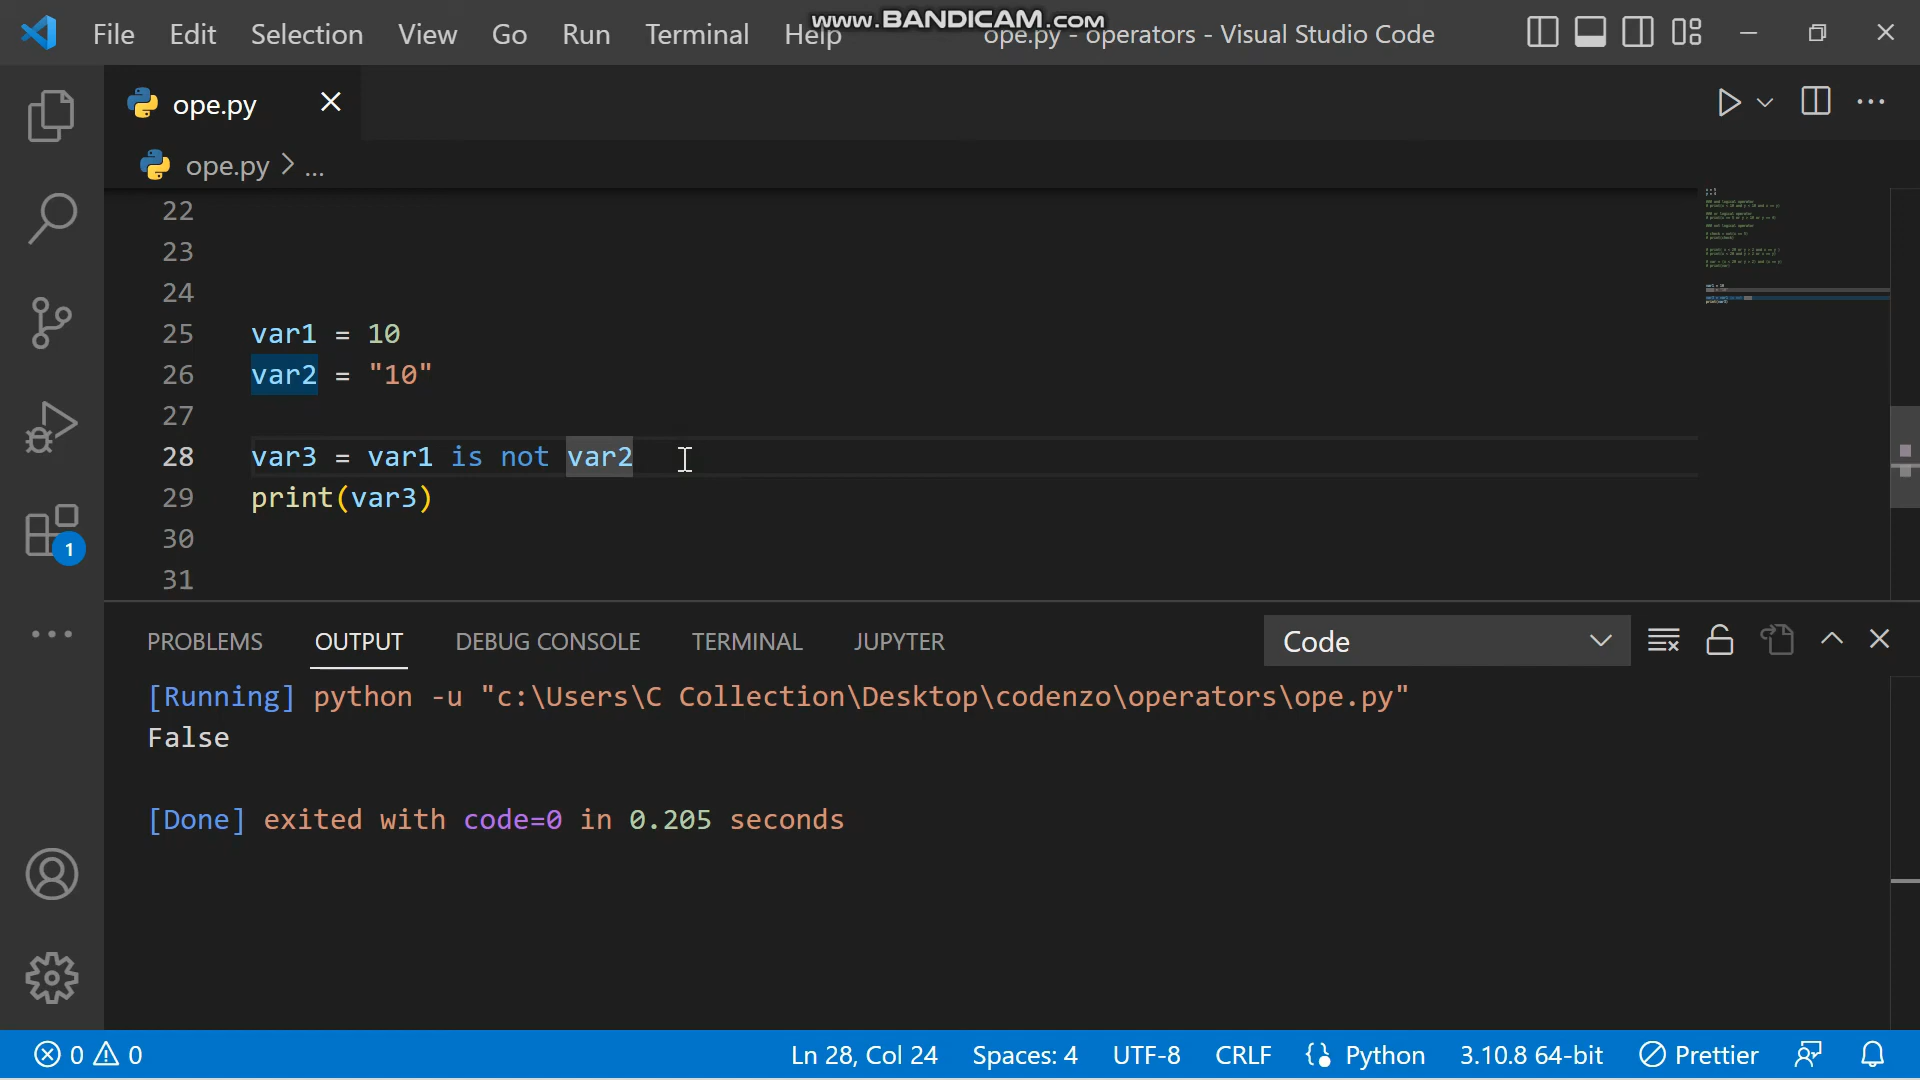 File Edit Selection View Go Run Terminal Help ope.py - operators - Visual Studio Code
www.BANDICAM.com
ope.py
ope.py > ...
22
23
24
25 var1 = 10
26 var2 = "10"
27
28 var3 = var1 is not var2
29 print(var3)
30
31
PROBLEMS OUTPUT DEBUG CONSOLE TERMINAL JUPYTER Code
1
[Running] python -u "c:\Users\C Collection\Desktop\codenzo\operators\ope.py"
False
[Done] exited with code=0 in 0.205 seconds
0 0 Ln 28, Col 24 Spaces: 4 UTF-8 CRLF Python 3.10.8 64-bit Prettier